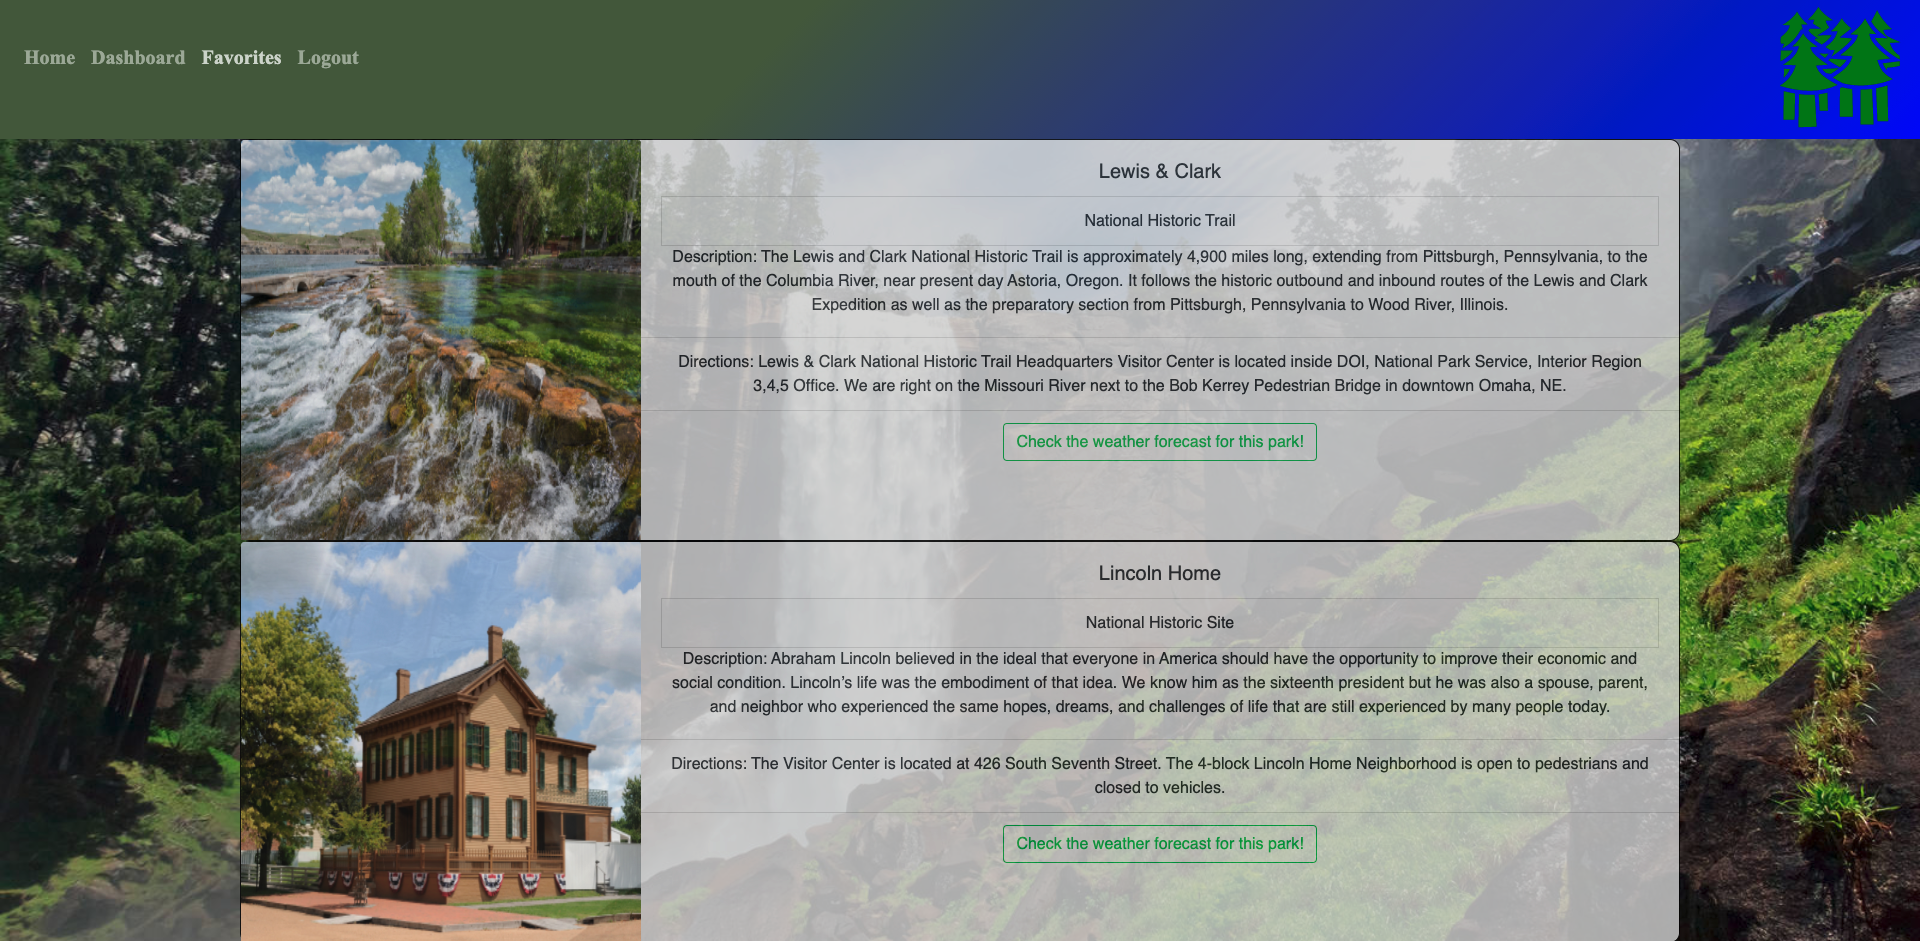 Home Dashboard Favorites Logout
Lewis & Clark
National Historic Trail
Description: The Lewis and Clark National Historic Trail is approximately 4,900 miles long, extending from Pittsburgh, Pennsylvania, to the
mouth of the Columbia River, near present day Astoria, Oregon. It follows the historic outbound and inbound routes of the Lewis and Clark
Expedition as well as the preparatory section from Pittsburgh, Pennsylvania to Wood River, Illinois.
Directions: Lewis & Clark National Historic Trail Headquarters Visitor Center is located inside DOI, National Park Service, Interior Region
3,4,5 Office. We are right on the Missouri River next to the Bob Kerrey Pedestrian Bridge in downtown Omaha, NE.
Check the weather forecast for this park!
Lincoln Home
National Historic Site
Description: Abraham Lincoln believed in the ideal that everyone in America should have the opportunity to improve their economic and
social condition. Lincoln’s life was the embodiment of that idea. We know him as the sixteenth president but he was also a spouse, parent,
and neighbor who experienced the same hopes, dreams, and challenges of life that are still experienced by many people today.
Directions: The Visitor Center is located at 426 South Seventh Street. The 4-block Lincoln Home Neighborhood is open to pedestrians and
closed to vehicles.
Check the weather forecast for this park!